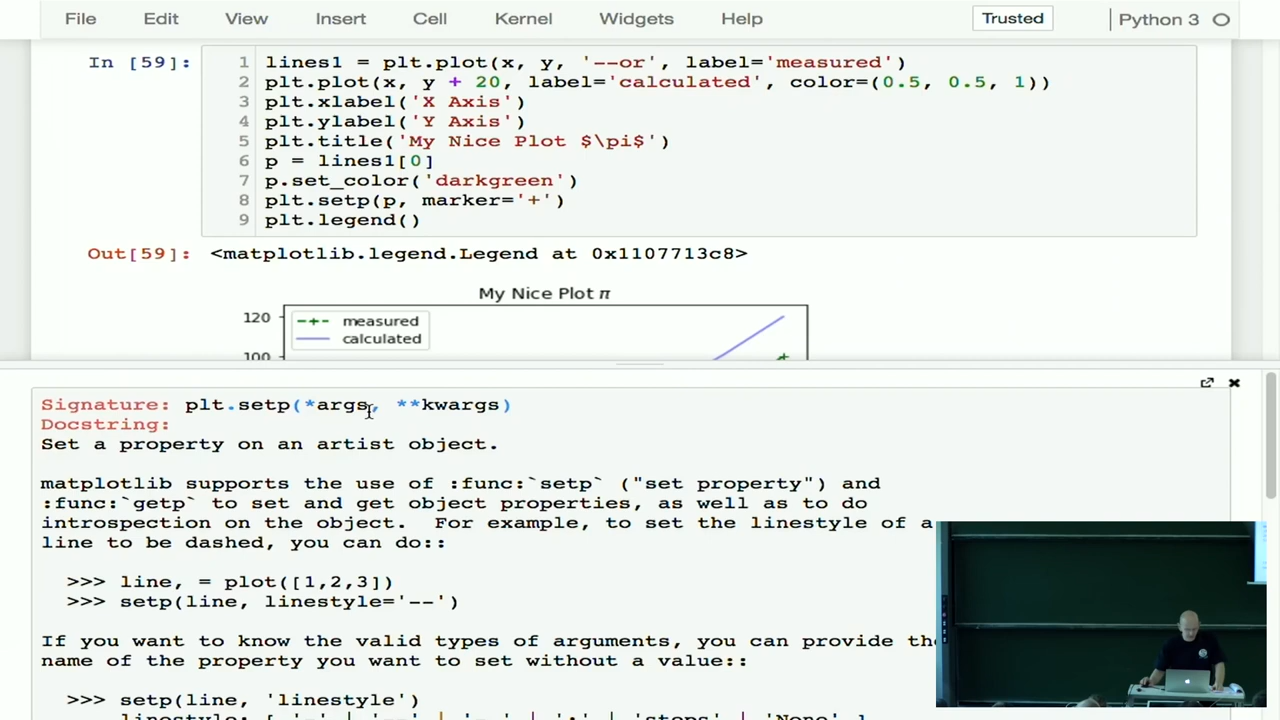 File Edit View Insert Cell Kernel Widgets Help Trusted Python 3
In [59]:
1 lines1 = plt.plot(x, y, '--or', label='measured')
2 plt.plot(x, y + 20, label='calculated', color=(0.5, 0.5, 1))
3 plt.xlabel('X Axis')
4 plt.ylabel('Y Axis')
5 plt.title('My Nice Plot $\pi$')
6 p = lines1[0]
7 p.set_color('darkgreen')
8 plt.setp(p, marker='+')
9 plt.legend()
Out[59]: <matplotlib.legend.Legend at 0x1107713c8>
My Nice Plot π
120
measured
calculated
100
Signature: plt.setp(*args, **kwargs)
Docstring:
Set a property on an artist object.
matplotlib supports the use of :func:`setp` ("set property") and
:func:`getp` to set and get object properties, as well as to do
introspection on the object. For example, to set the linestyle of a
line to be dashed, you can do::
>>> line, = plot([1,2,3])
>>> setp(line, linestyle='--')
If you want to know the valid types of arguments, you can provide the
name of the property you want to set without a value::
>>> setp(line, 'linestyle')
linestyle: [ '-' | '--' | '-.' | ':' | 'steps' | 'None' ]